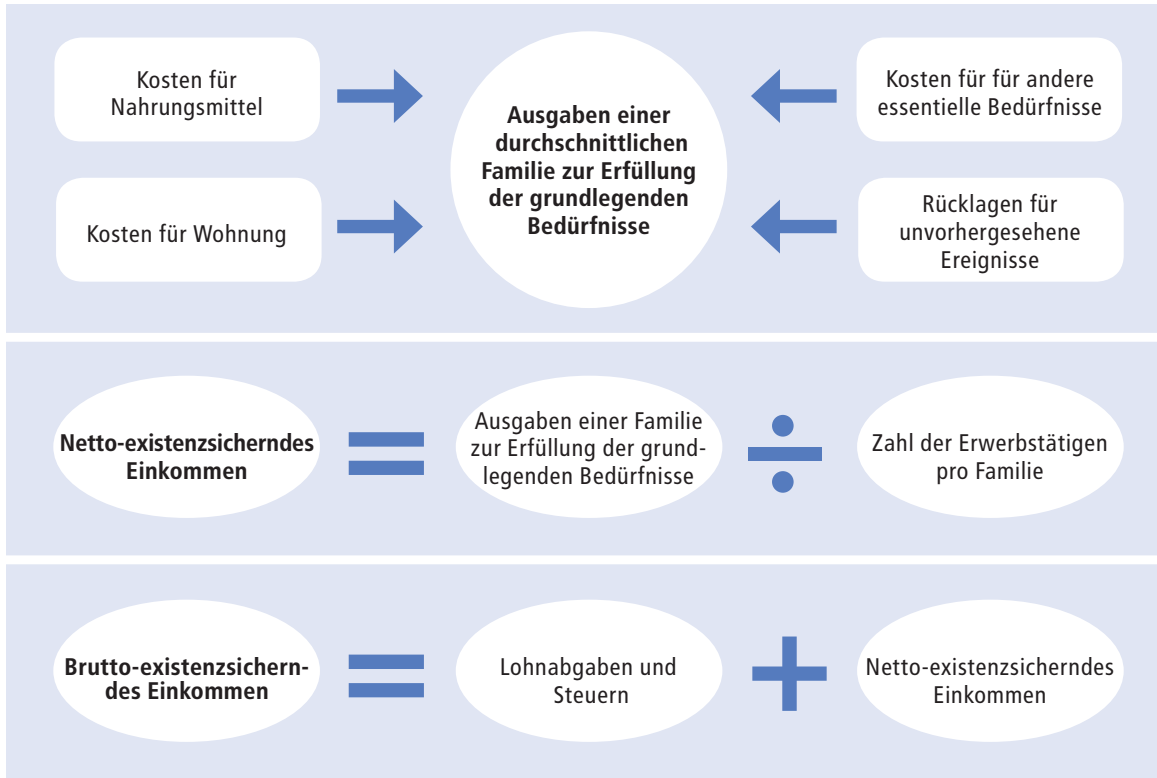 Kosten für
Nahrungsmittel
Kosten für Wohnung
Ausgaben einer
durchschnittlichen
Familie zur Erfüllung
der grundlegenden
Bedürfnisse
Kosten für für andere
essentielle Bedürfnisse
Rücklagen für
unvorhergesehene
Ereignisse
Netto-existenzsicherndes
Einkommen
Ausgaben einer Familie
zur Erfüllung der grund-
legenden Bedürfnisse
Zahl der Erwerbstätigen
pro Familie
Brutto-existenzsichern-
des Einkommen
Lohnabgaben und
Steuern
Netto-existenzsicherndes
Einkommen